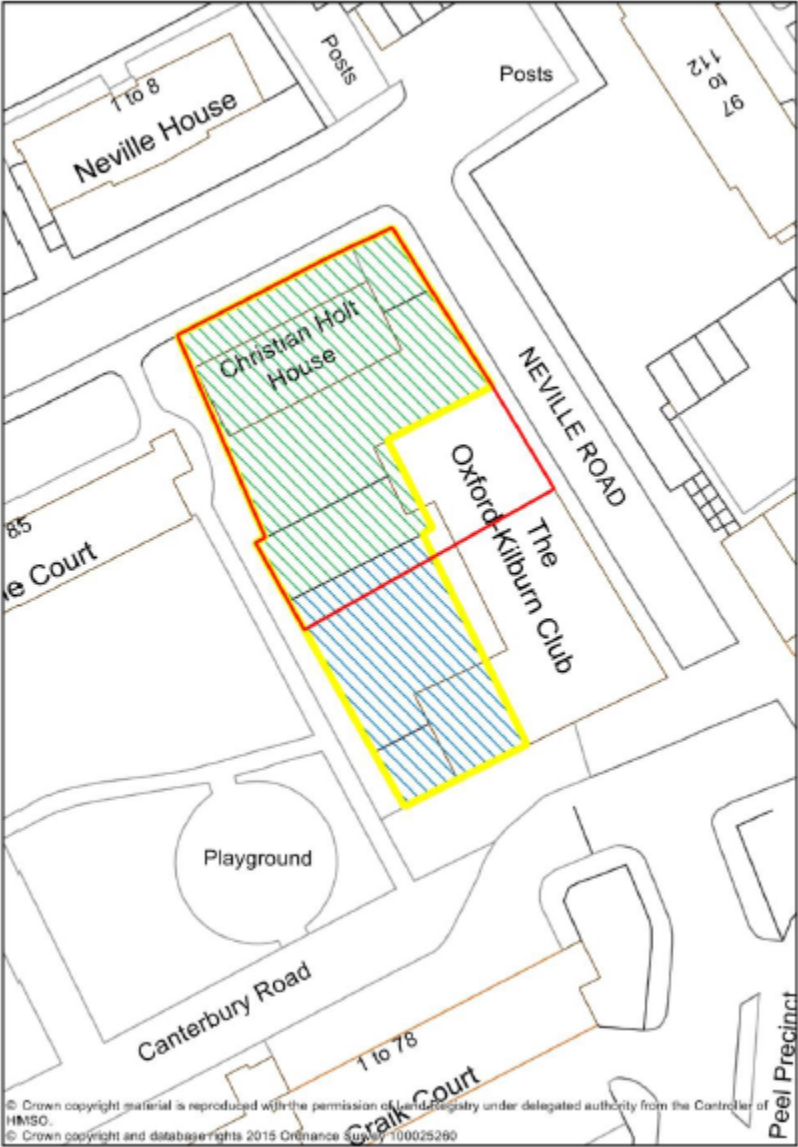 Posts
Posts
97
to
112
1 to 8
Neville House
Christian Holt
House
NEVILLE ROAD
The
Oxford-Kilburn Club
85
le Court
Playground
Canterbury Road
1 to 78
Craik Court
Peel Precinct
© Crown copyright material is reproduced with the permission of Land Registry under delegated authority from the Controller of
HMSO.
© Crown copyright and database rights 2015 Ordnance Survey 100025260